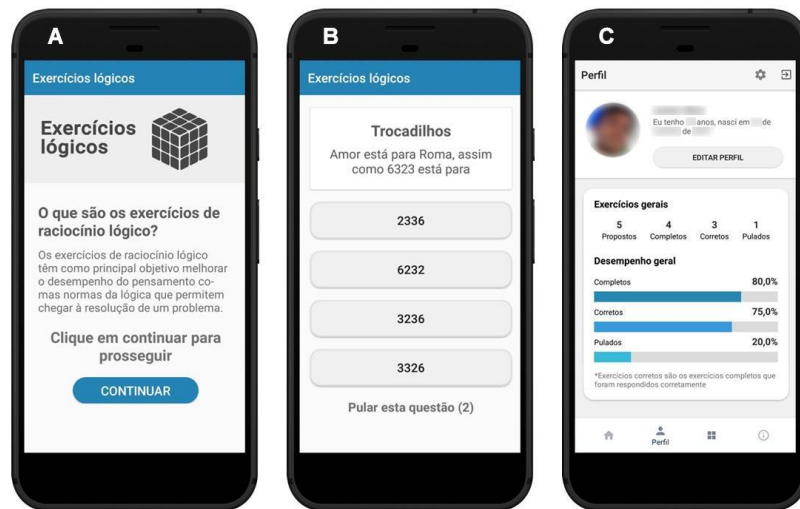 A
Exercícios lógicos
Exercícios
lógicos
O que são os exercícios de
raciocínio lógico?
Os exercícios de raciocínio lógico
têm como principal objetivo melhorar
o desempenho do pensamento co-
mas normas da lógica que permitem
chegar à resolução de um problema.
Clique em continuar para
prosseguir
CONTINUAR
B
Exercícios lógicos
Trocadilhos
Amor está para Roma, assim
como 6323 está para
2336
6232
3236
3326
Pular esta questão (2)
C
Perfil
Eu tenho anos, nasci em de
de
EDITAR PERFIL
Exercícios gerais
5 4 3 1
Propostos Completos Corretos Pulados
Desempenho geral
Completos 80,0%
Corretos 75,0%
Pulados 20,0%
*Exercícios corretos são os exercícios completos que
foram respondidos corretamente
Perfil